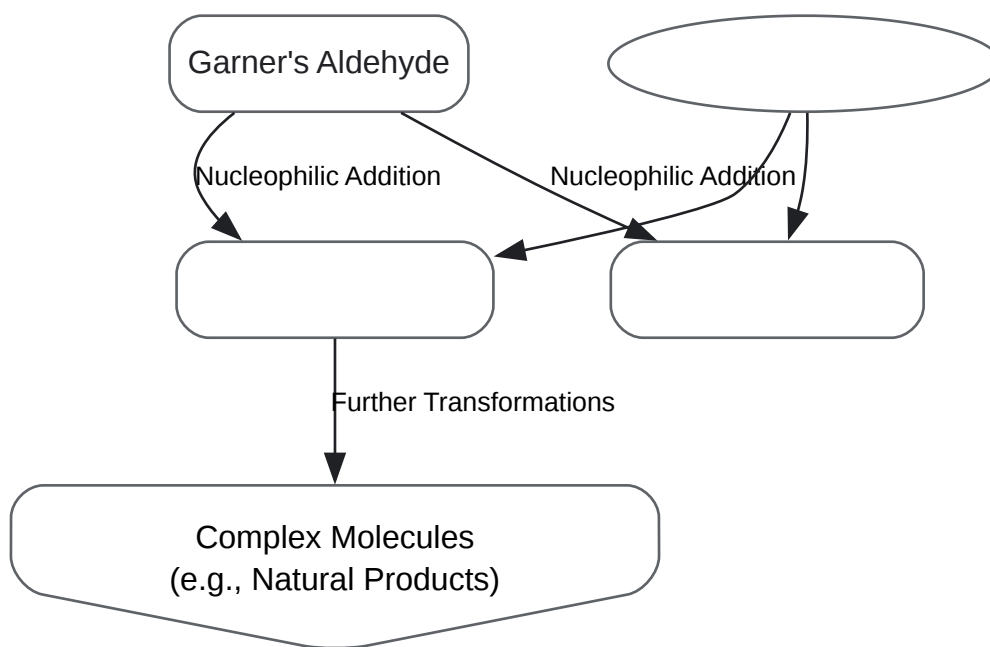 Garner's Aldehyde
Nucleophilic Addition
Nucleophilic Addition
Further Transformations
Complex Molecules
(e.g., Natural Products)